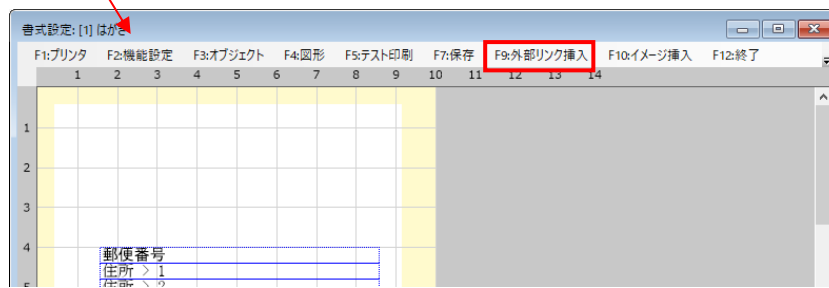 書式設定: [1] はがき
F1:プリンタ F2:機能設定 F3:オブジェクト F4:図形 F5:テスト印刷 F7:保存 F9:外部リンク挿入 F10:イメージ挿入 F12:終了
1 2 3 4 5 6 7 8 9 10 11 12 13 14
1
2
3
4
郵便番号
住所 > 1
5
住所 > 2